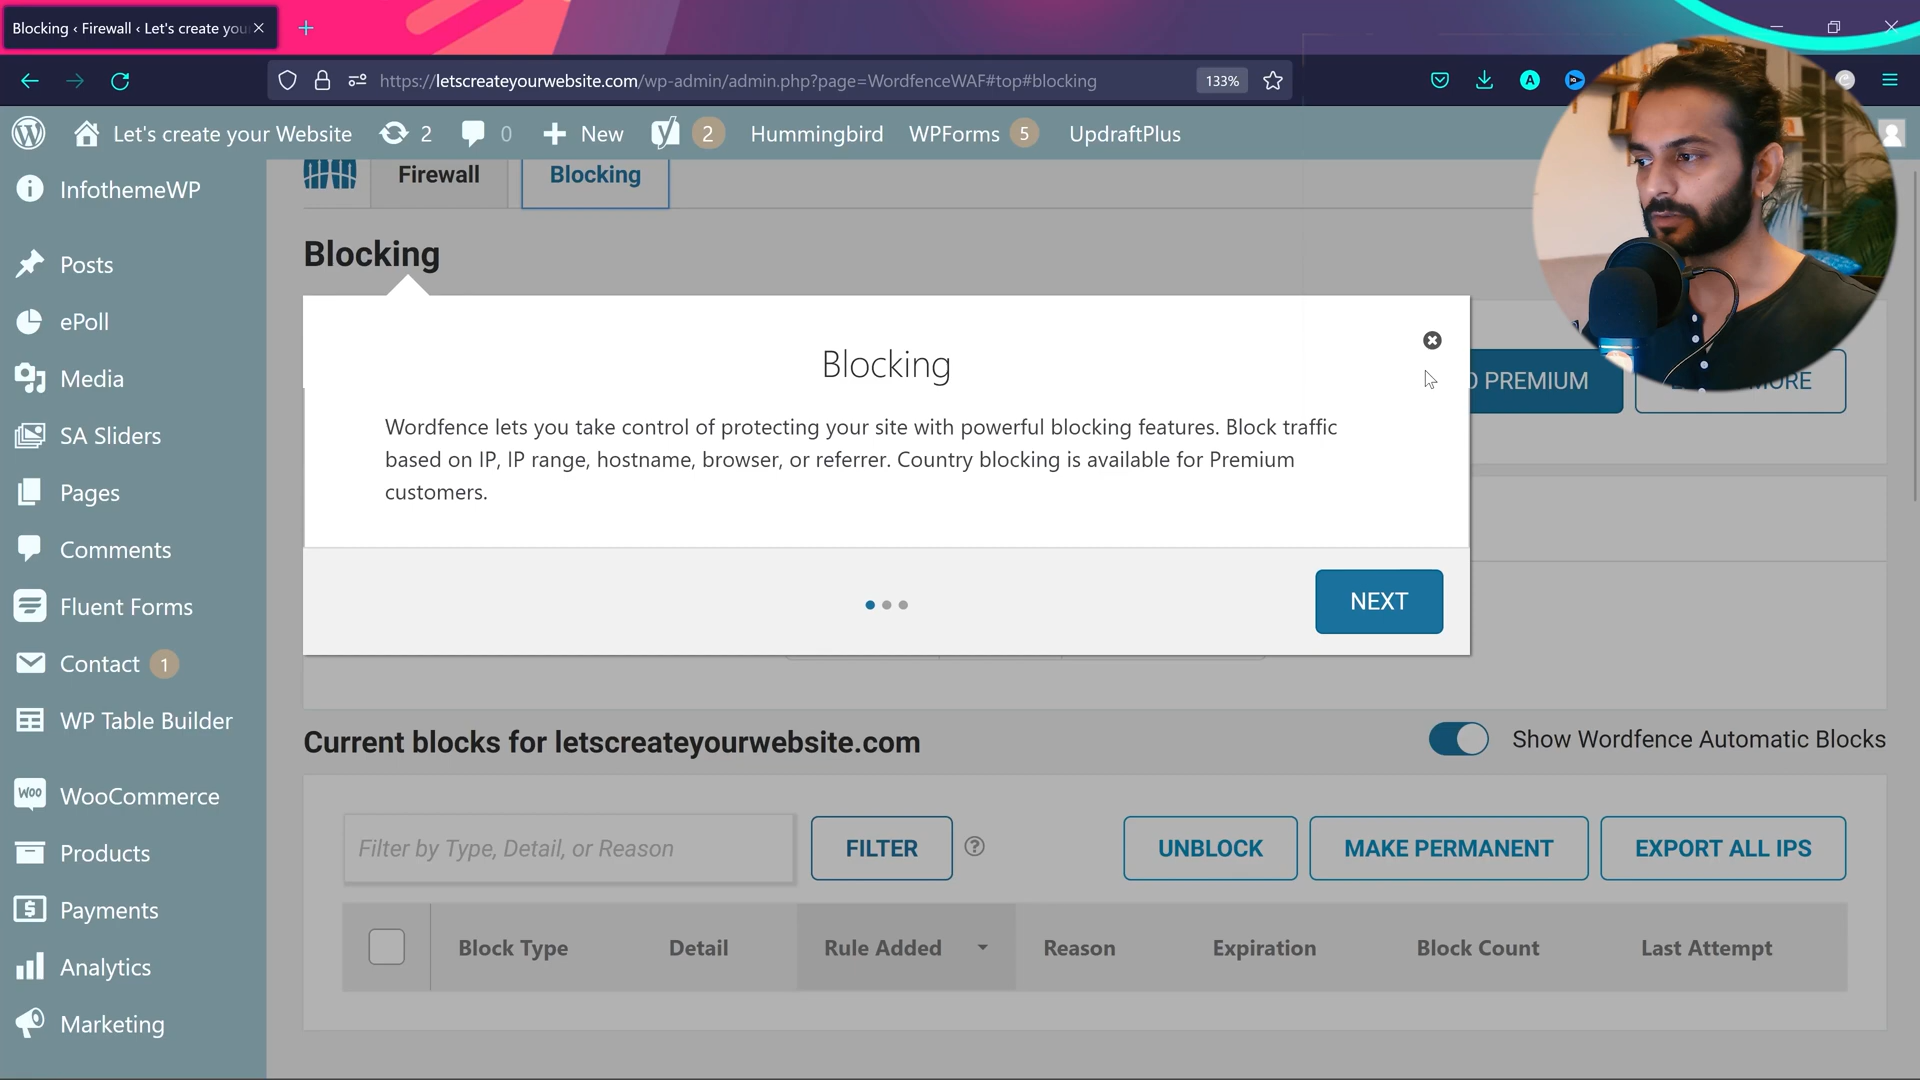 Blocking ‹ Firewall ‹ Let's create you
https://letscreateyourwebsite.com/wp-admin/admin.php?page=WordfenceWAF#top#blocking
133%
Let's create your Website
2
0
New
2
Hummingbird
WPForms
5
UpdraftPlus
InfothemeWP
Posts
ePoll
Media
SA Sliders
Pages
Comments
Fluent Forms
Contact
1
WP Table Builder
WOO
WooCommerce
Products
Payments
Analytics
Marketing
Firewall
Blocking
Blocking
PREMIUM
Blocking
Wordfence lets you take control of protecting your site with powerful blocking features. Block traffic
based on IP, IP range, hostname, browser, or referrer. Country blocking is available for Premium
customers.
NEXT
Current blocks for letscreateyourwebsite.com
Show Wordfence Automatic Blocks
Filter by Type, Detail, or Reason
FILTER
UNBLOCK
MAKE PERMANENT
EXPORT ALL IPS
Block Type
Detail
Rule Added
Reason
Expiration
Block Count
Last Attempt